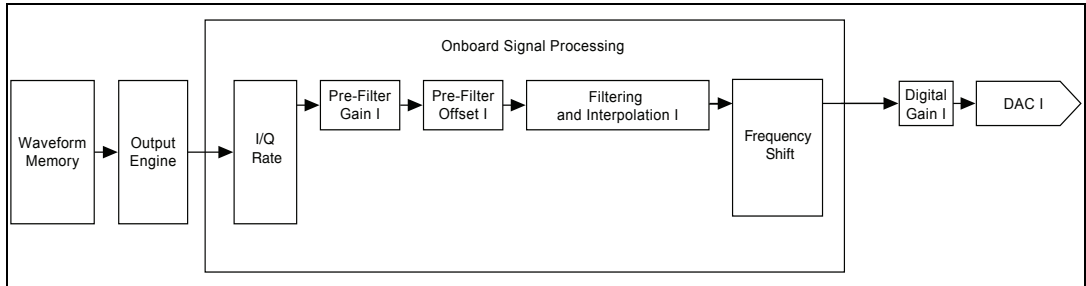 Onboard Signal Processing
Waveform
Memory
Output
Engine
I/Q
Rate
Pre-Filter
Gain I
Pre-Filter
Offset I
Filtering
and Interpolation I
Frequency
Shift
Digital
Gain I
DAC I